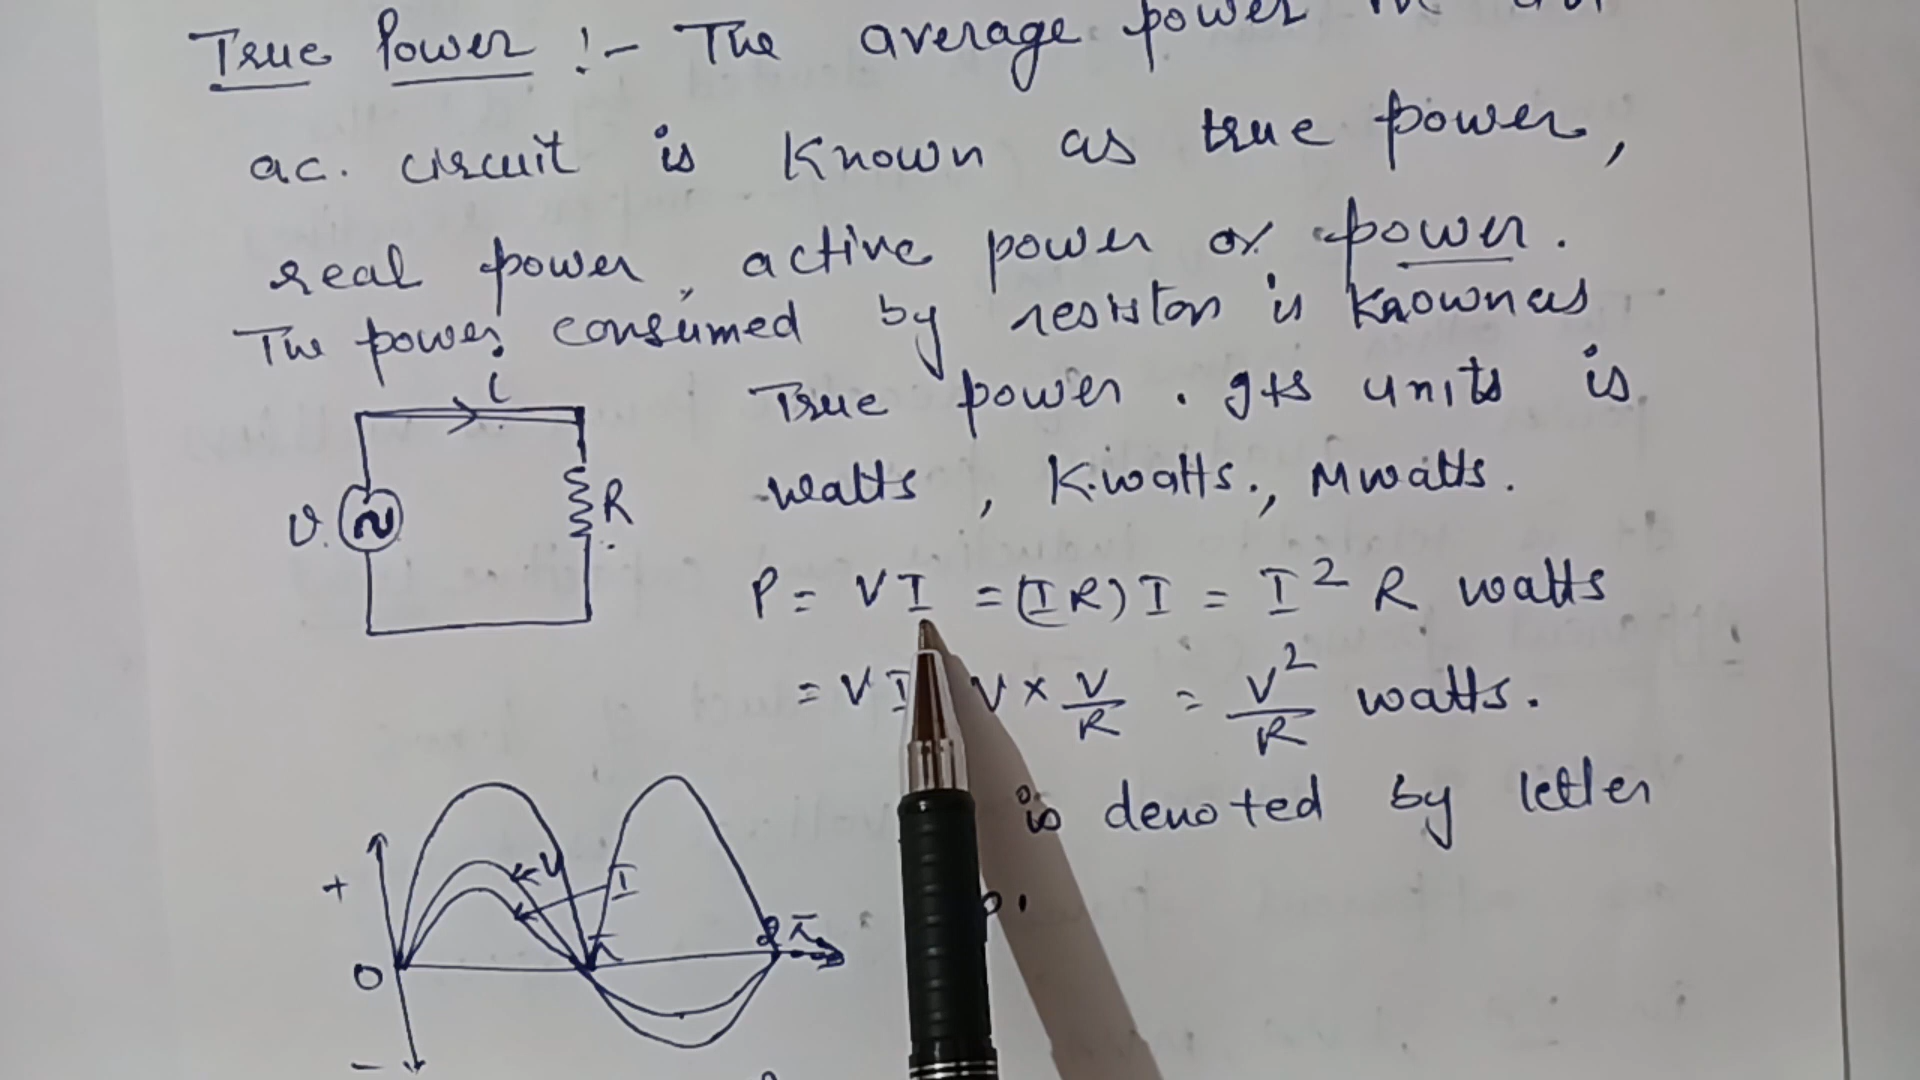 True Power :- The average power in an
ac. circuit is Known as true power,
real power, active power or power.
The power consumed by resistor is Known as
True power. Its units is
watts, K.watts., Mwatts.
i
V.
R
P = VI = (IR) I = I² R watts
= VI V × V/R = V²/R watts.
is denoted by letter
+
V
I
π
2π
0
-